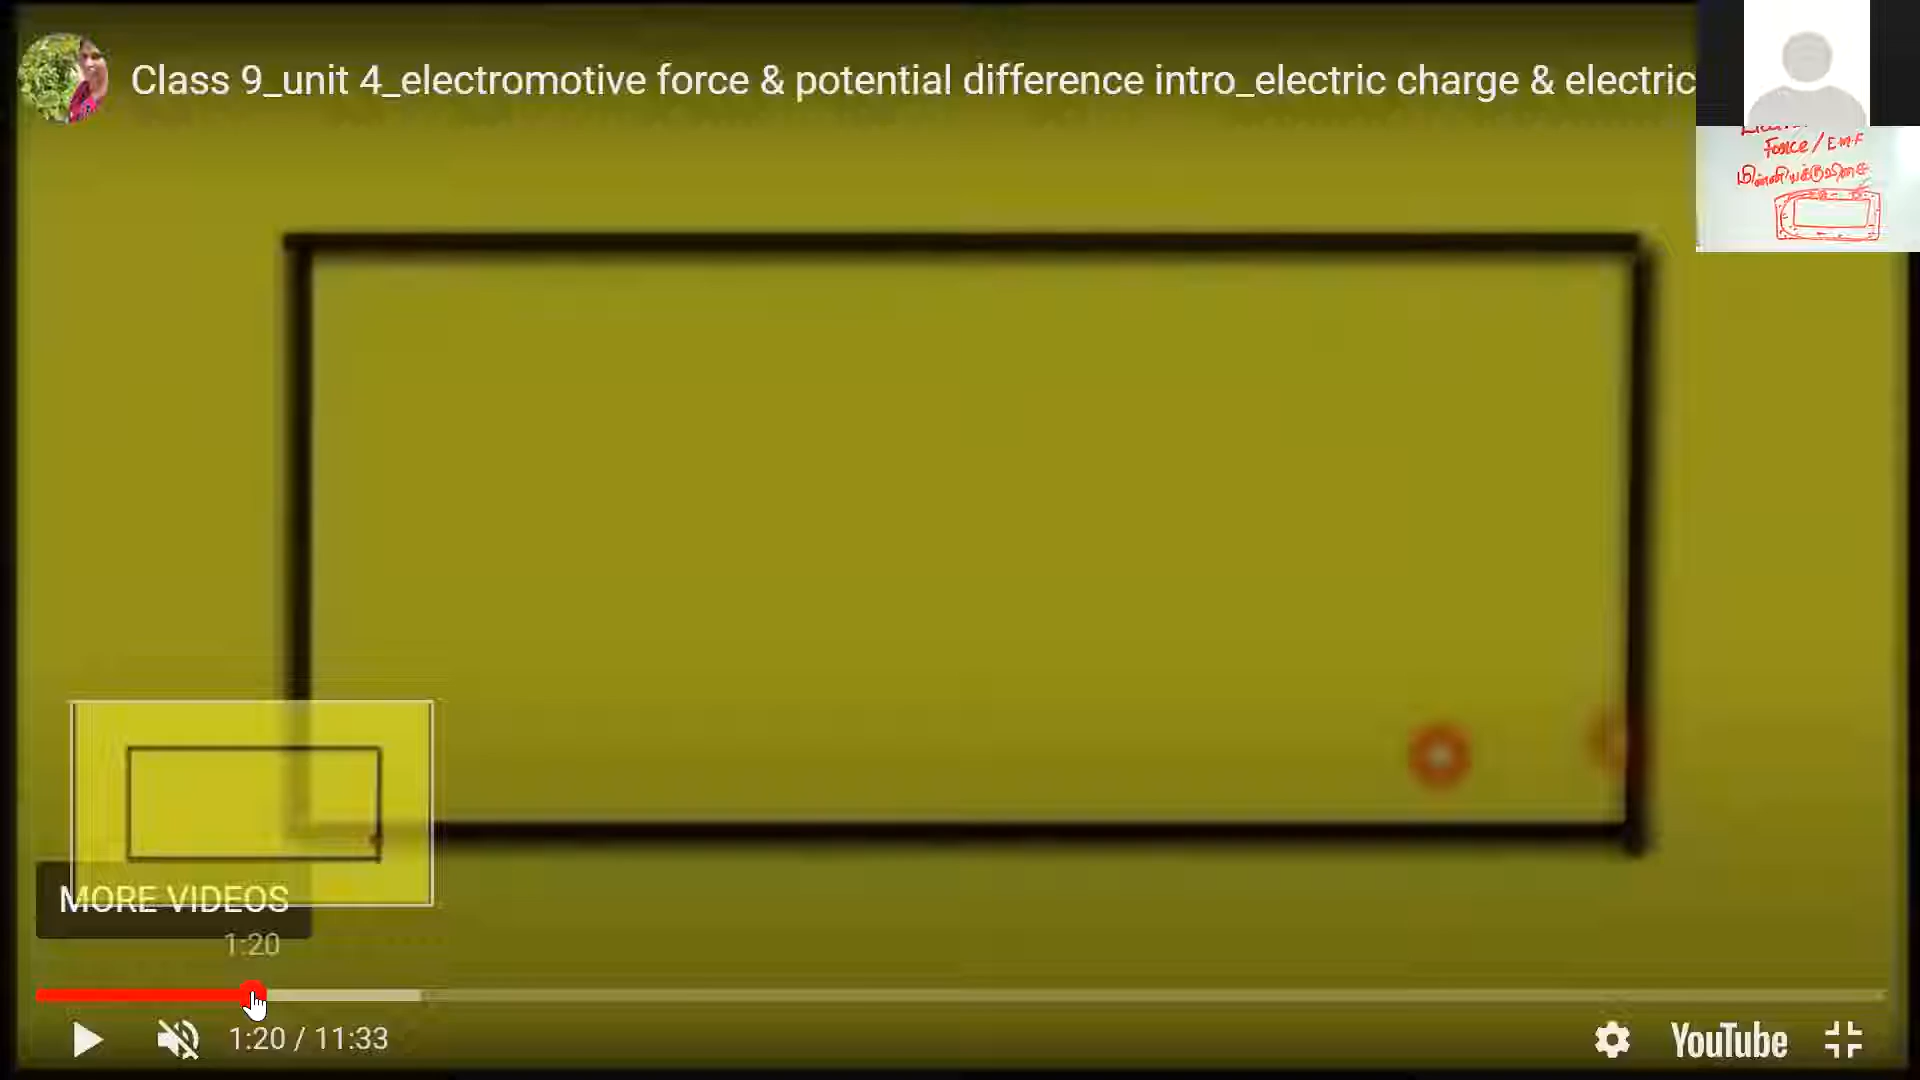 Class 9_unit 4_electromotive force & potential difference intro_electric charge & electric
Force / E.M.F
மின்னியக்குவிசை
MORE VIDEOS
1:20
1:20 / 11:33
YouTube